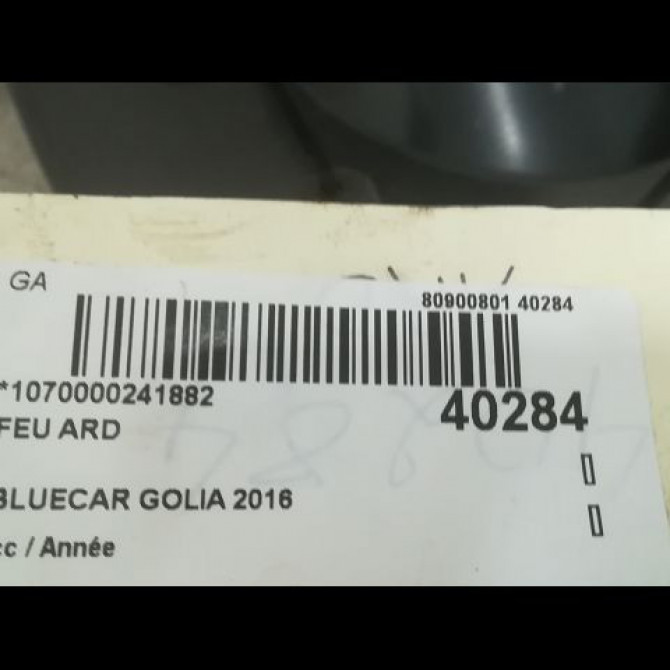 GA
80900801 40284
*1070000241882
40284
FEU ARD
BLUECAR GOLIA 2016
cc / Année